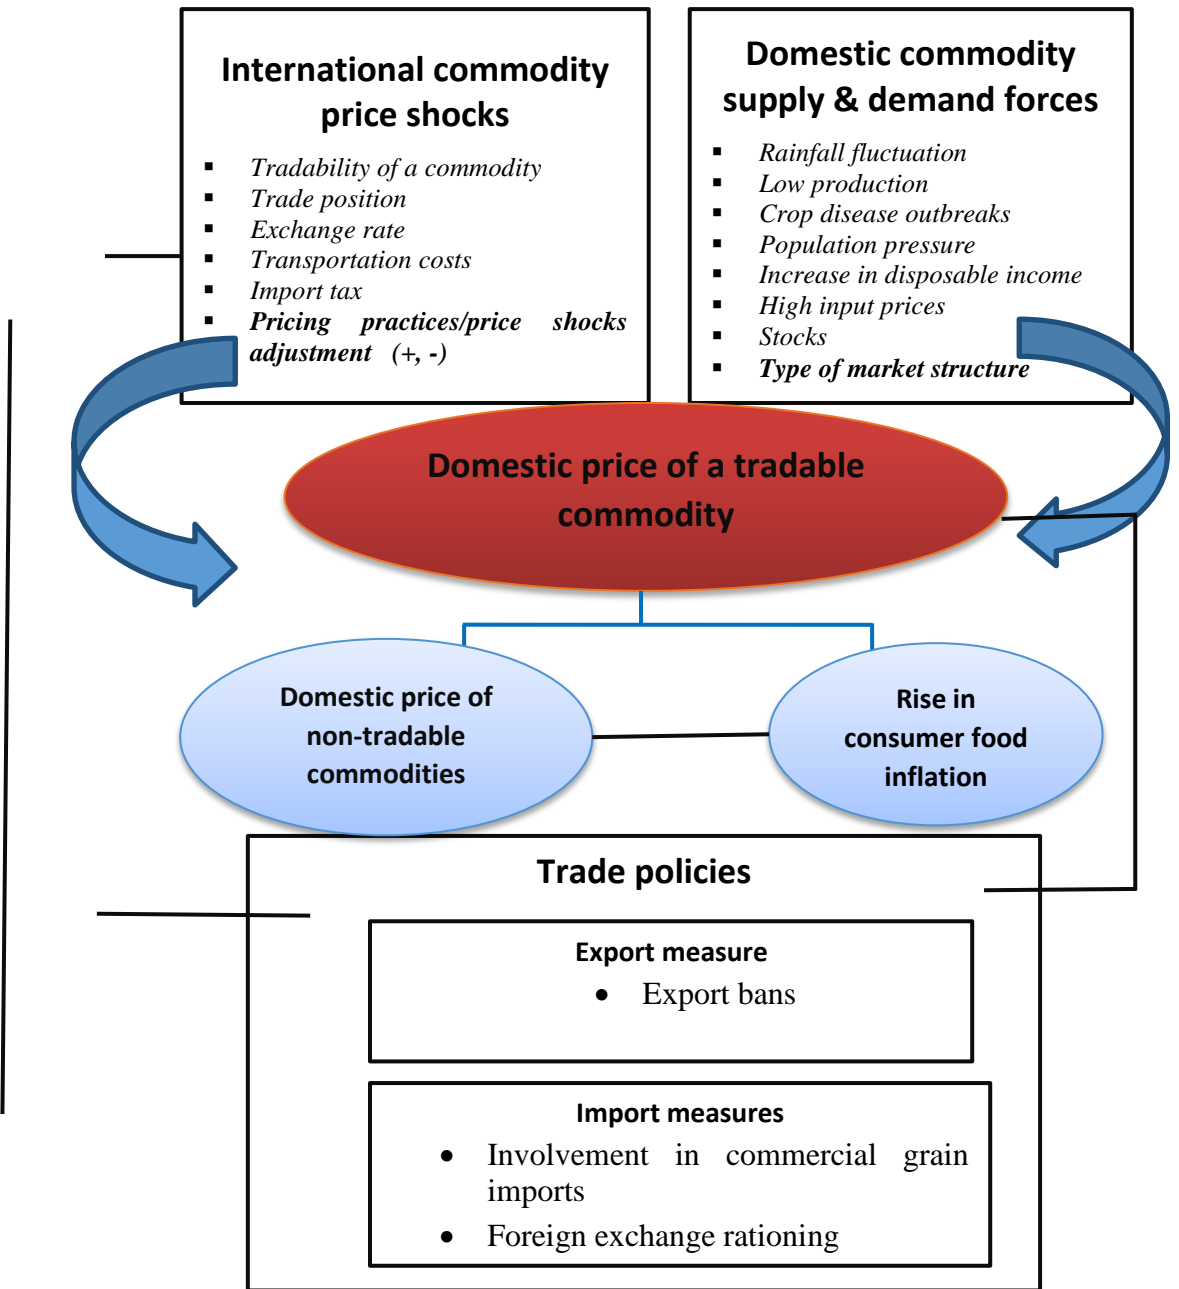 International commodity
price shocks
▪ Tradability of a commodity
▪ Trade position
▪ Exchange rate
▪ Transportation costs
▪ Import tax
▪ Pricing practices/price shocks
adjustment (+, -)
Domestic commodity
supply & demand forces
▪ Rainfall fluctuation
▪ Low production
▪ Crop disease outbreaks
▪ Population pressure
▪ Increase in disposable income
▪ High input prices
▪ Stocks
▪ Type of market structure
Domestic price of a tradable
commodity
Domestic price of
non-tradable
commodities
Rise in
consumer food
inflation
Trade policies
Export measure
• Export bans
Import measures
• Involvement in commercial grain
imports
• Foreign exchange rationing